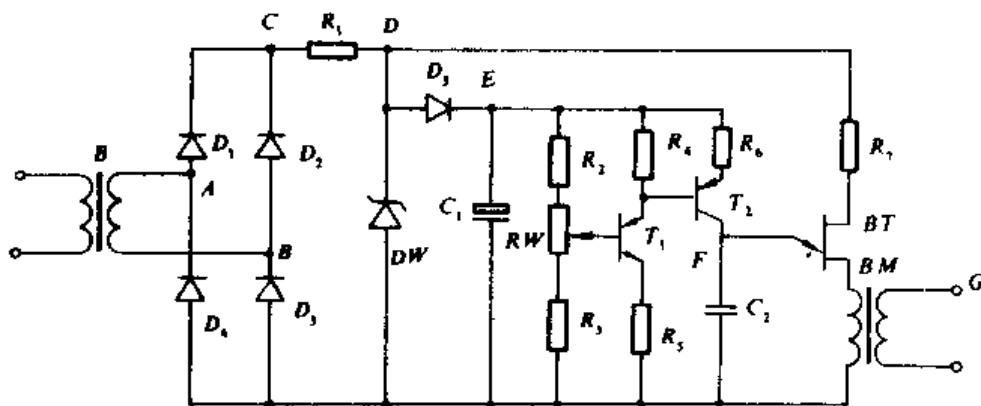 C R₁ D
D₅ E
B D₁ D₂ R₂ R₄ R₆ R₇
A
C₁ RW T₁ T₂ BT
B DW F BM G
D₄ D₃ R₃ R₅ C₂